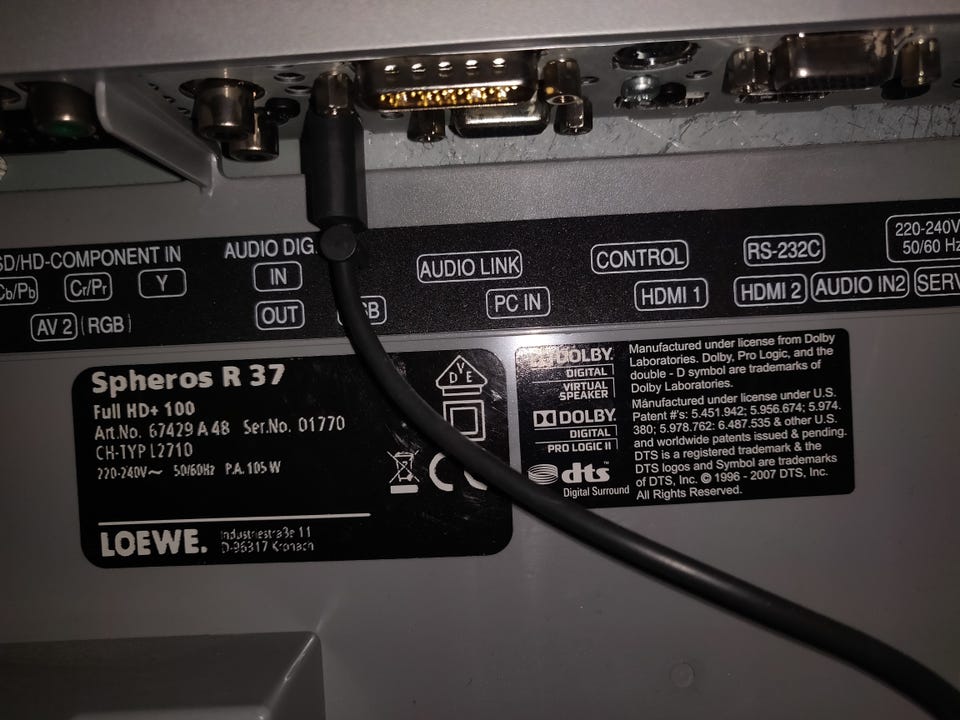 SD/HD-COMPONENT IN
Cb/Pb
Cr/Pr
Y
AV 2 (RGB)
AUDIO DIG.
IN
OUT
AUDIO LINK
PC IN
CONTROL
HDMI 1
RS-232C
HDMI 2
AUDIO IN2
220-240V
50/60 Hz
SERV
Spheros R 37
Full HD+ 100
Art.No. 67429 A 48 Ser.No. 01770
CH-TYP L2710
220-240V~ 50/60Hz P.A. 105 W
DVE
CE
LOEWE.
Industriestraße 11
D-96317 Kronach
DOLBY
DIGITAL
VIRTUAL
SPEAKER
DOLBY
DIGITAL
PRO LOGIC II
dts
Digital Surround
Manufactured under license from Dolby
Laboratories. Dolby, Pro Logic, and the
double - D symbol are trademarks of
Dolby Laboratories.
Manufactured under license under U.S.
Patent #'s: 5.451.942; 5.956.674; 5.974.
380; 5.978.762; 6.487.535 & other U.S.
and worldwide patents issued & pending.
DTS is a registered trademark & the
DTS logos and Symbol are trademarks
of DTS, Inc. © 1996 - 2007 DTS, Inc.
All Rights Reserved.